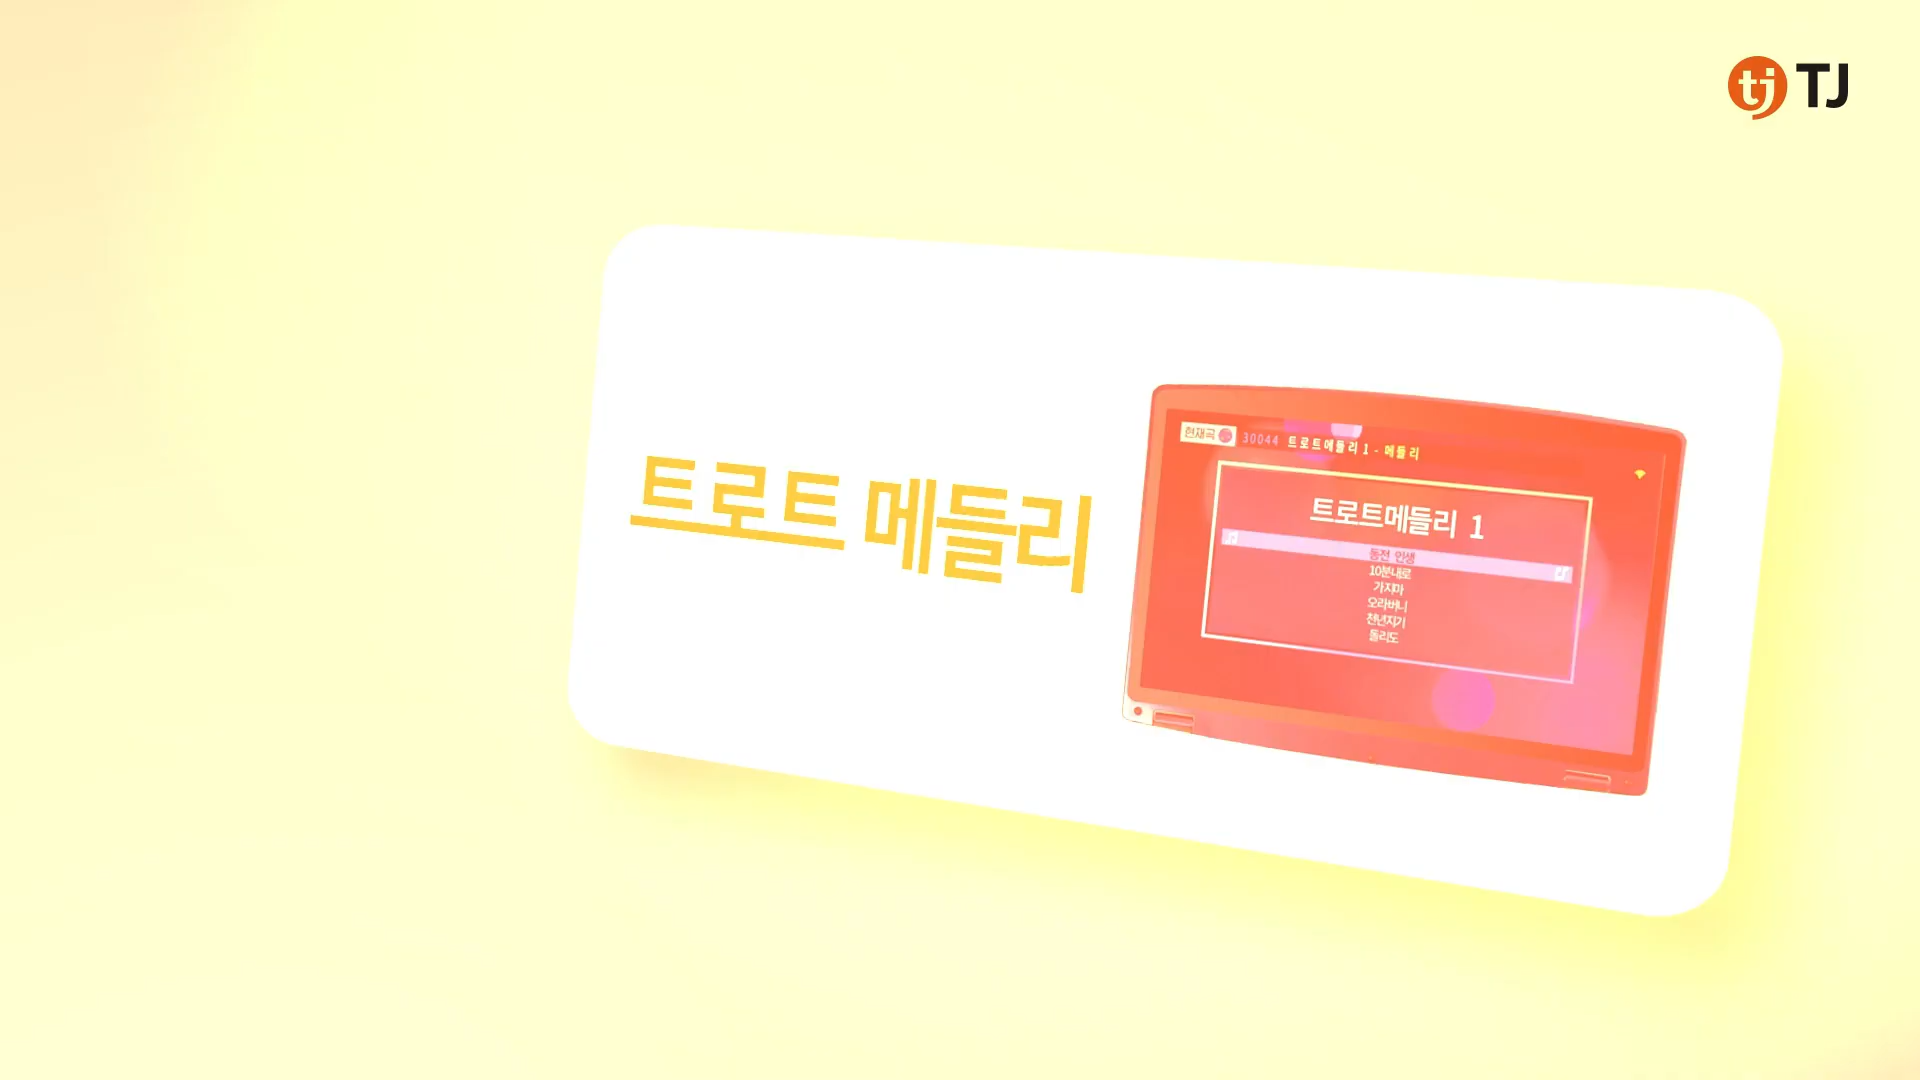 tj TJ
트로트 메들리
현재곡 30044 트로트메들리 1 - 메들리
트로트메들리 1
동전 인생
10분내로
가지마
오라버니
천년지기
돌리도